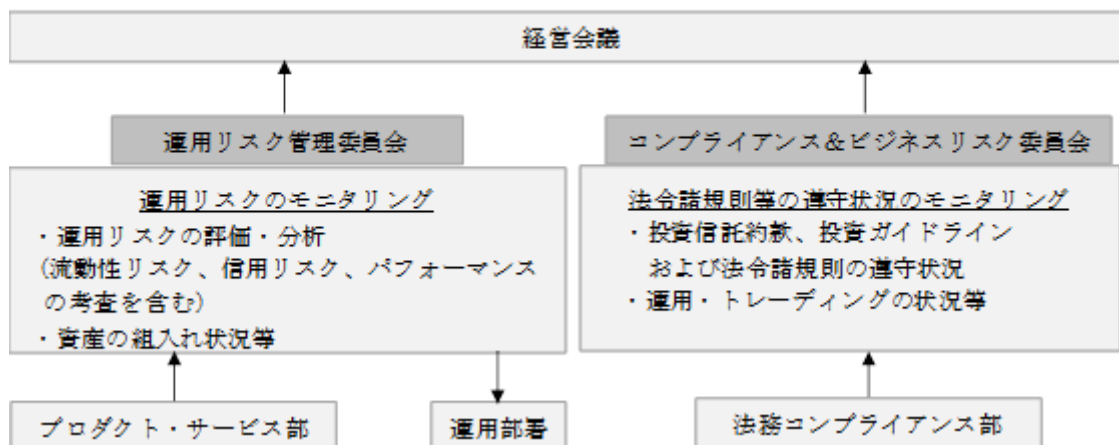 経営会議
運用リスク管理委員会
運用リスクのモニタリング
・運用リスクの評価・分析
(流動性リスク、信用リスク、パフォーマンス
の考査を含む)
・資産の組入れ状況等
プロダクト・サービス部
運用部署
コンプライアンス&ビジネスリスク委員会
法令諸規則等の遵守状況のモニタリング
・投資信託約款、投資ガイドライン
および法令諸規則の遵守状況
・運用・トレーディングの状況等
法務コンプライアンス部